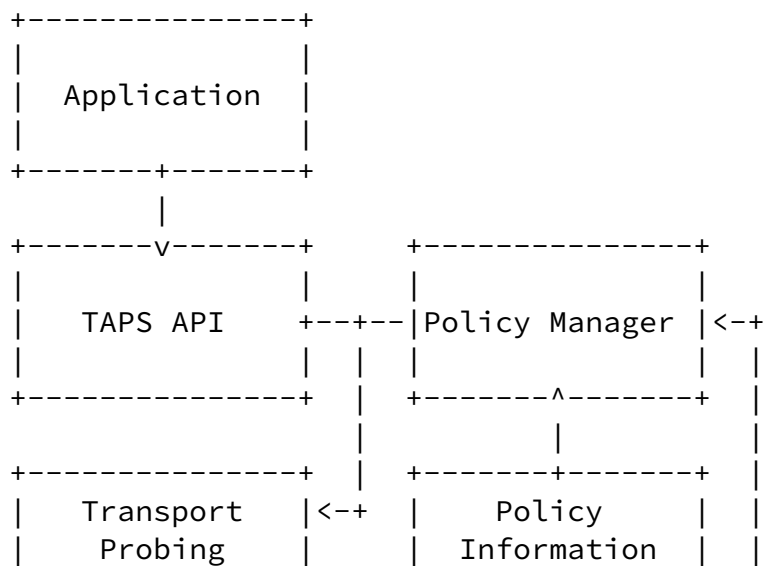 +---------------+
|               |
|  Application  |
|               |
+-------+-------+
        |
+-------v-------+     +---------------+
|               |     |               |
|   TAPS API    +--+--|Policy Manager |<-+
|               |  |  |               |  |
+---------------+  |  +-------^-------+  |
                   |          |          |
+---------------+  |  +-------+-------+  |
|   Transport   |<-+  |    Policy     |  |
|    Probing    |     |  Information  |  |